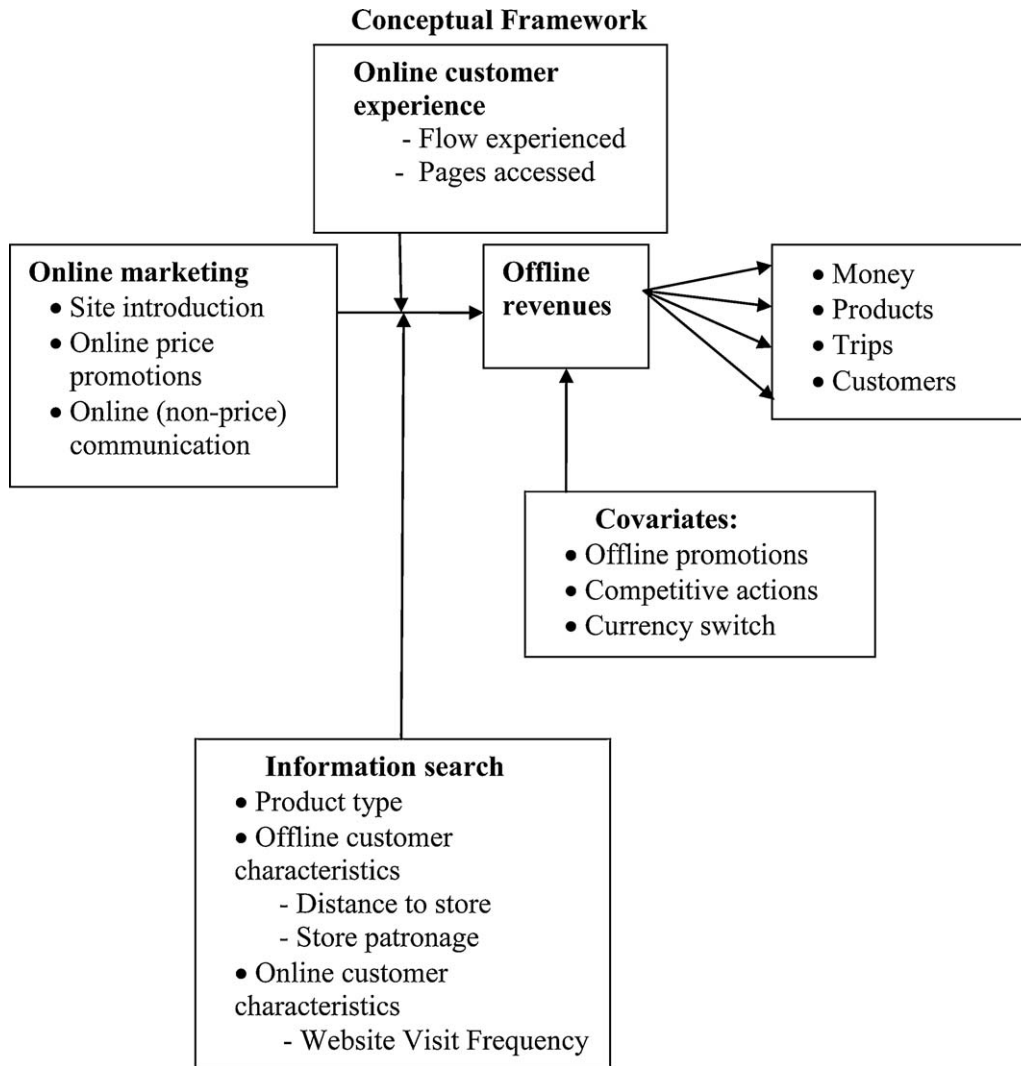 Conceptual Framework
Online customer
experience
- Flow experienced
- Pages accessed
Online marketing
• Site introduction
• Online price
promotions
• Online (non-price)
communication
Offline
revenues
• Money
• Products
• Trips
• Customers
Covariates:
• Offline promotions
• Competitive actions
• Currency switch
Information search
• Product type
• Offline customer
characteristics
- Distance to store
- Store patronage
• Online customer
characteristics
- Website Visit Frequency